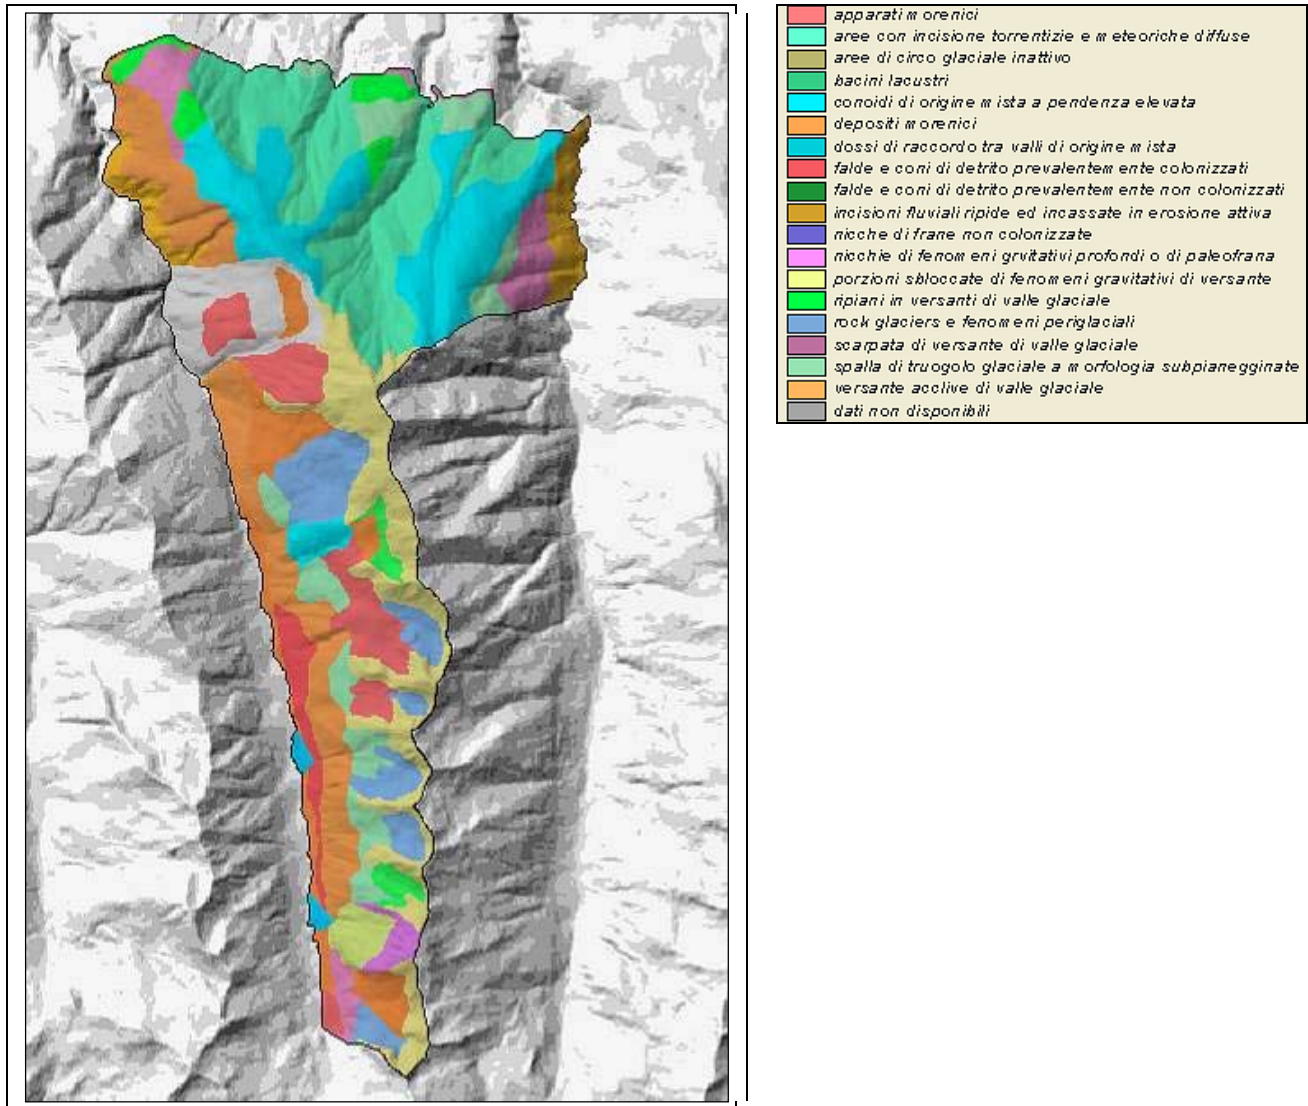 apparati morenici
aree con incisione torrentizie e meteoriche diffuse
aree di circo glaciale inattivo
bacini lacustri
conoidi di origine mista a pendenza elevata
depositi morenici
dossi di raccordo tra valli di origine mista
falde e coni di detrito prevalentemente colonizzati
falde e coni di detrito prevalentemente non colonizzati
incisioni fluviali ripide ed incassate in erosione attiva
nicche di frane non colonizzate
nicchie di fenomeni grvitativi profondi o di paleofrana
porzioni sbloccate di fenomeni gravitativi di versante
ripiani in versanti di valle glaciale
rock glaciers e fenomeni periglaciali
scarpata di versante di valle glaciale
spalla di truogolo glaciale a morfologia subpianegginate
versante acclive di valle glaciale
dati non disponibili